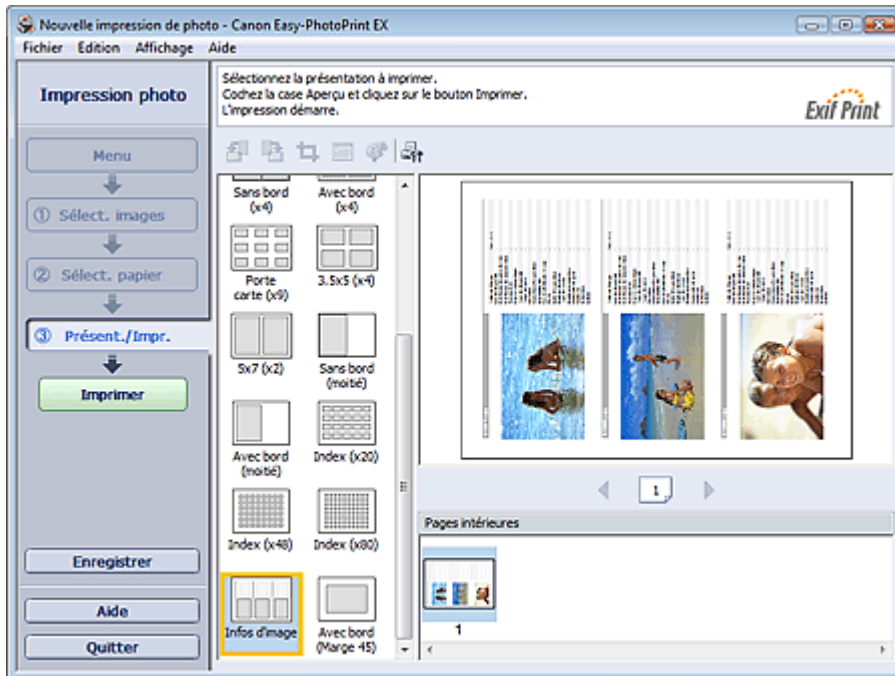 Nouvelle impression de photo - Canon Easy-PhotoPrint EX
Fichier Edition Affichage Aide
Impression photo
Sélectionnez la présentation à imprimer.
Cochez la case Aperçu et cliquez sur le bouton Imprimer.
L'impression démarre.
Exif Print
Menu
① Sélect. images
② Sélect. papier
③ Présent./Impr.
Imprimer
Enregistrer
Aide
Quitter
Sans bord
(x4)
Avec bord
(x4)
Porte
carte (x9)
3.5x5 (x4)
5x7 (x2)
Sans bord
(moitié)
Avec bord
(moitié)
Index (x20)
Index (x48)
Index (x80)
Infos d'image
Avec bord
(Marge 45)
1
Pages intérieures
1